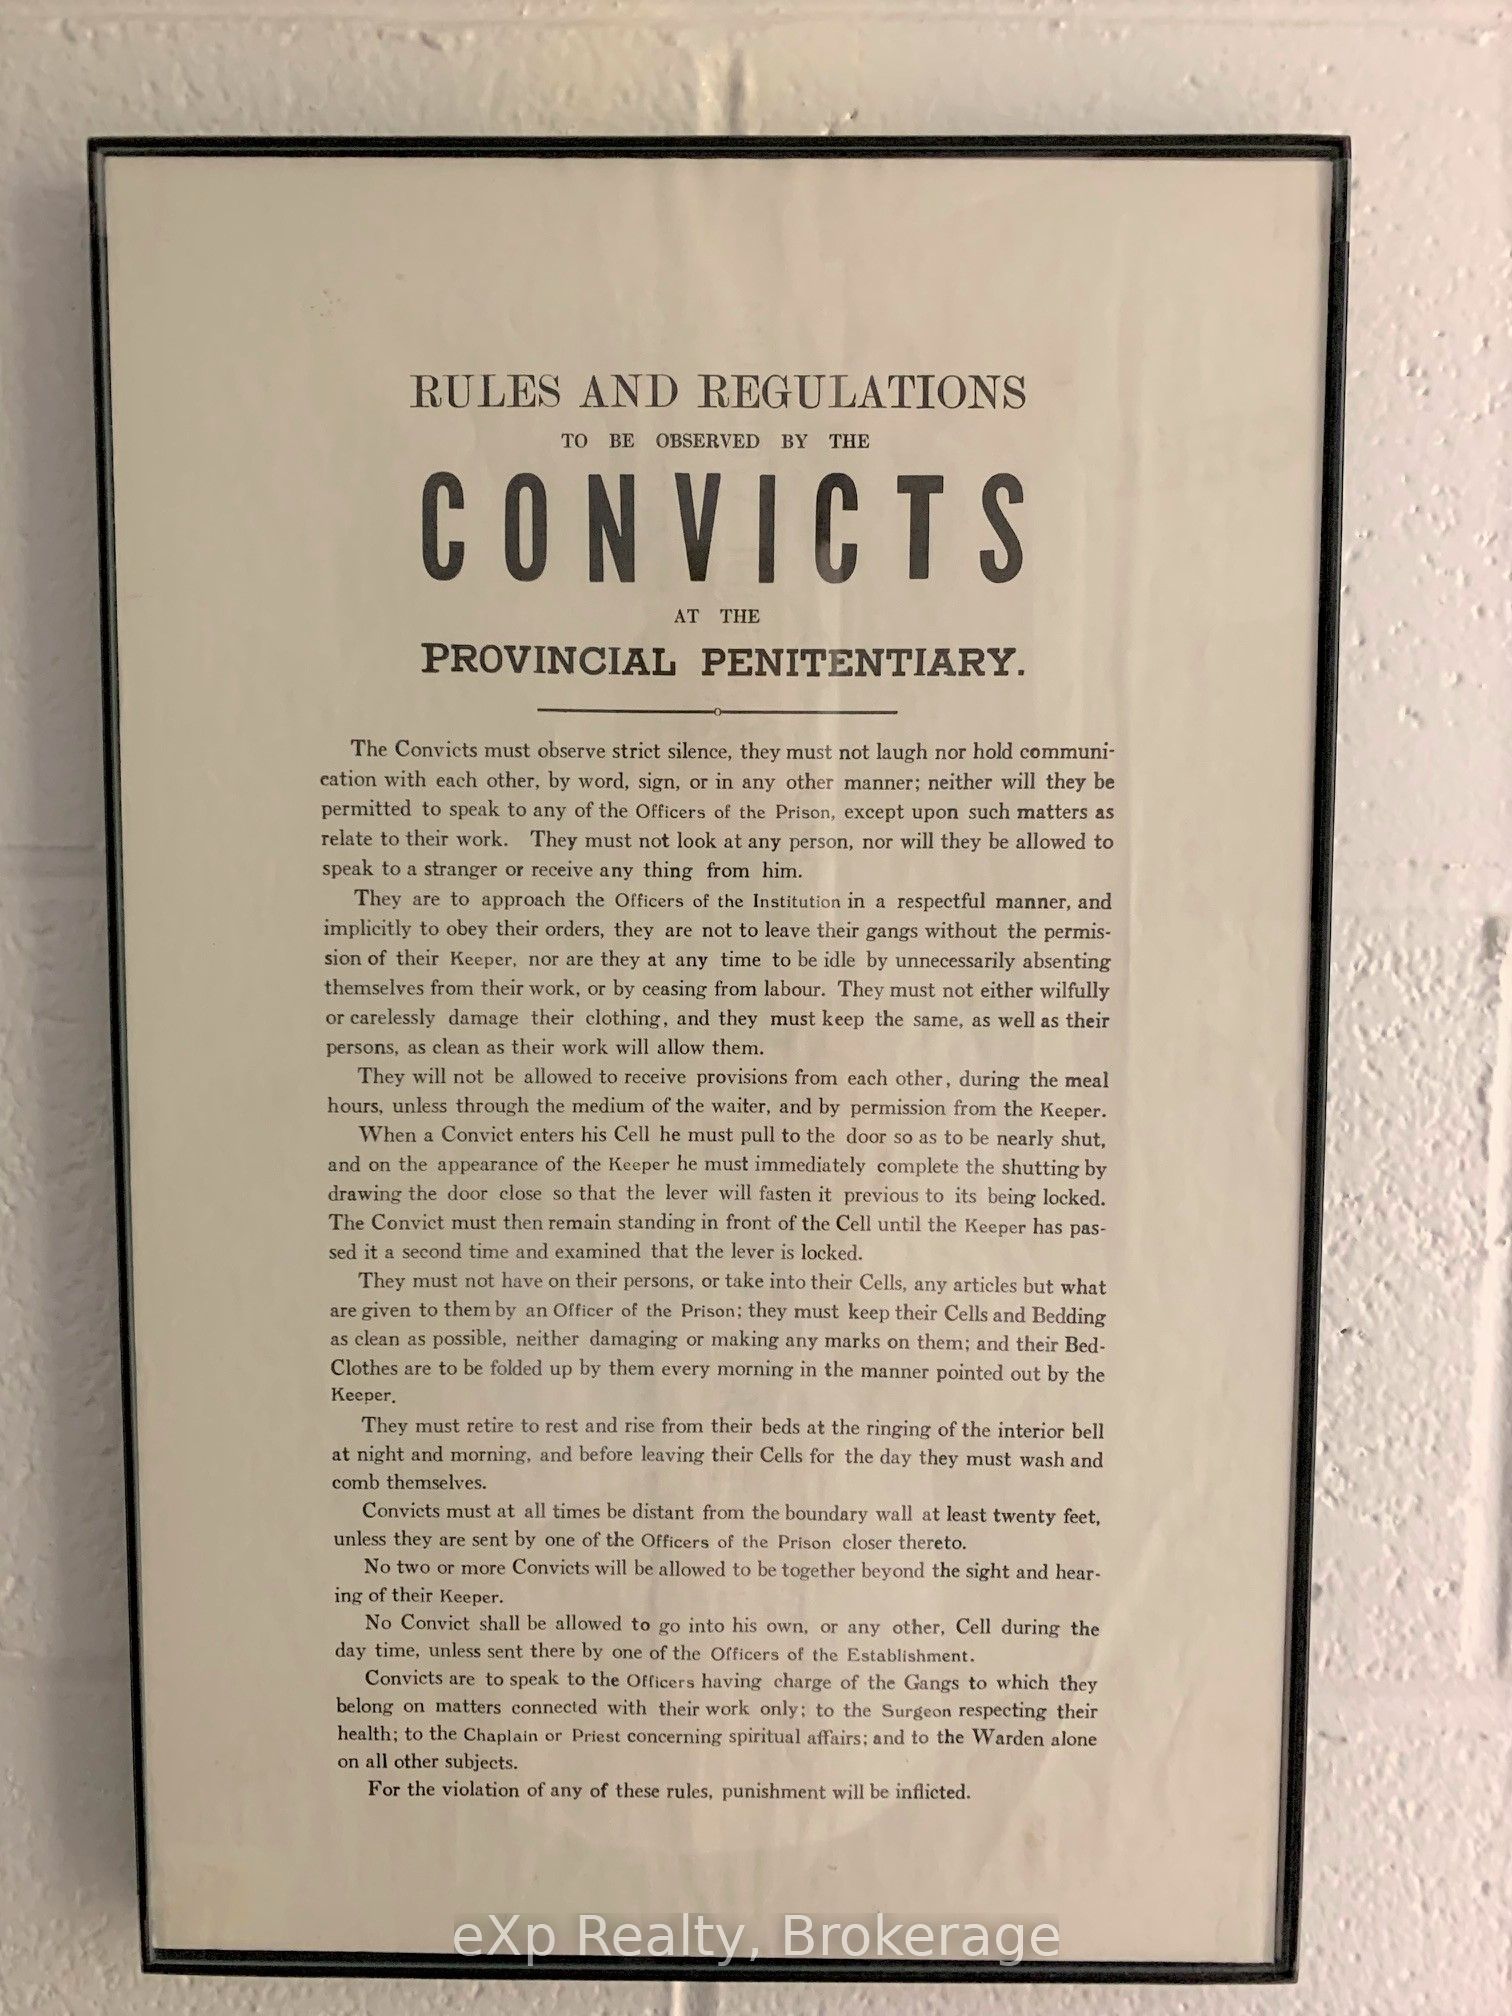 RULES AND REGULATIONS
TO BE OBSERVED BY THE
CONVICTS
AT THE
PROVINCIAL PENITENTIARY.
The Convicts must observe strict silence, they must not laugh nor hold communi-
cation with each other, by word, sign, or in any other manner; neither will they be
permitted to speak to any of the Officers of the Prison, except upon such matters as
relate to their work. They must not look at any person, nor will they be allowed to
speak to a stranger or receive any thing from him.
They are to approach the Officers of the Institution in a respectful manner, and
implicitly to obey their orders, they are not to leave their gangs without the permis-
sion of their Keeper, nor are they at any time to be idle by unnecessarily absenting
themselves from their work, or by ceasing from labour. They must not either wilfully
or carelessly damage their clothing, and they must keep the same, as well as their
persons, as clean as their work will allow them.
They will not be allowed to receive provisions from each other, during the meal
hours, unless through the medium of the waiter, and by permission from the Keeper.
When a Convict enters his Cell he must pull to the door so as to be nearly shut,
and on the appearance of the Keeper he must immediately complete the shutting by
drawing the door close so that the lever will fasten it previous to its being locked.
The Convict must then remain standing in front of the Cell until the Keeper has pas-
sed it a second time and examined that the lever is locked.
They must not have on their persons, or take into their Cells, any articles but what
are given to them by an Officer of the Prison; they must keep their Cells and Bedding
as clean as possible, neither damaging or making any marks on them; and their Bed-
Clothes are to be folded up by them every morning in the manner pointed out by the
Keeper.
They must retire to rest and rise from their beds at the ringing of the interior bell
at night and morning, and before leaving their Cells for the day they must wash and
comb themselves.
Convicts must at all times be distant from the boundary wall at least twenty feet,
unless they are sent by one of the Officers of the Prison closer thereto.
No two or more Convicts will be allowed to be together beyond the sight and hear-
ing of their Keeper.
No Convict shall be allowed to go into his own, or any other, Cell during the
day time, unless sent there by one of the Officers of the Establishment.
Convicts are to speak to the Officers having charge of the Gangs to which they
belong on matters connected with their work only; to the Surgeon respecting their
health; to the Chaplain or Priest concerning spiritual affairs; and to the Warden alone
on all other subjects.
For the violation of any of these rules, punishment will be inflicted.
eXp Realty, Brokerage